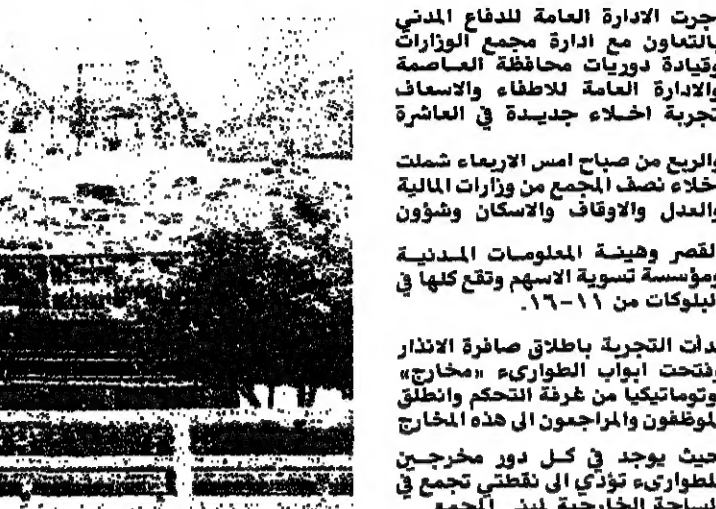 اجرت الادارة العامة للدفاع المدني
بالتعاون مع ادارة مجمع الوزارات
وقيادة دوريات محافظة العاصمة
والادارة العامة للاطفاء والاسعاف
تجربة اخلاء جديدة في العاشرة
والربع من صباح امس الاربعاء شملت
اخلاء نصف المجمع من وزارات المالية
والعدل والاوقاف والاسكان وشؤون
القصر وهيئة المعلومات المدنية
ومؤسسة تسوية الاسهم وتقع كلها في
البلوكات من ١١-١٦.
بدأت التجربة باطلاق صافرة الانذار
وفتحت ابواب الطوارىء «مخارج»
اوتوماتيكيا من غرفة التحكم وانطلق
الموظفون والمراجعون الى هذه المخارج
حيث يوجد في كل دور مخرجين
للطوارىء تؤدي الى نقطتي تجمع في
الساحة الخارجية لمبنى المجمع